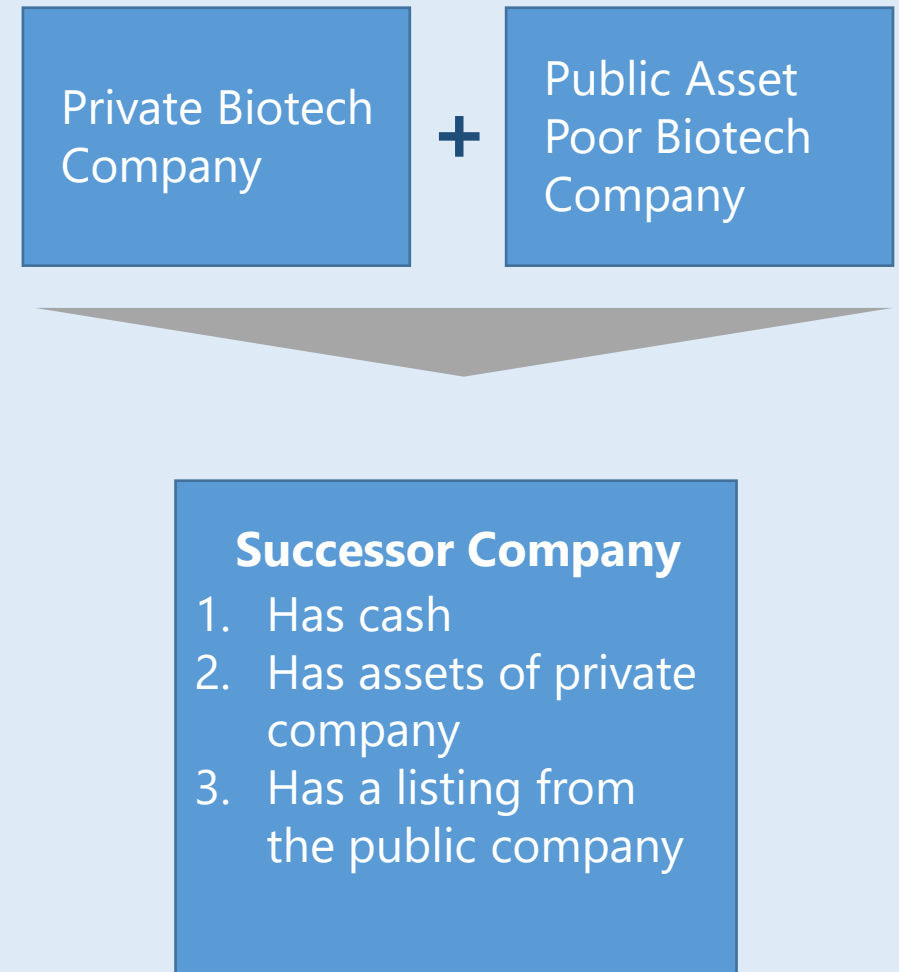 Private Biotech
Company
+
Public Asset
Poor Biotech
Company
Successor Company
1. Has cash
2. Has assets of private
company
3. Has a listing from
the public company